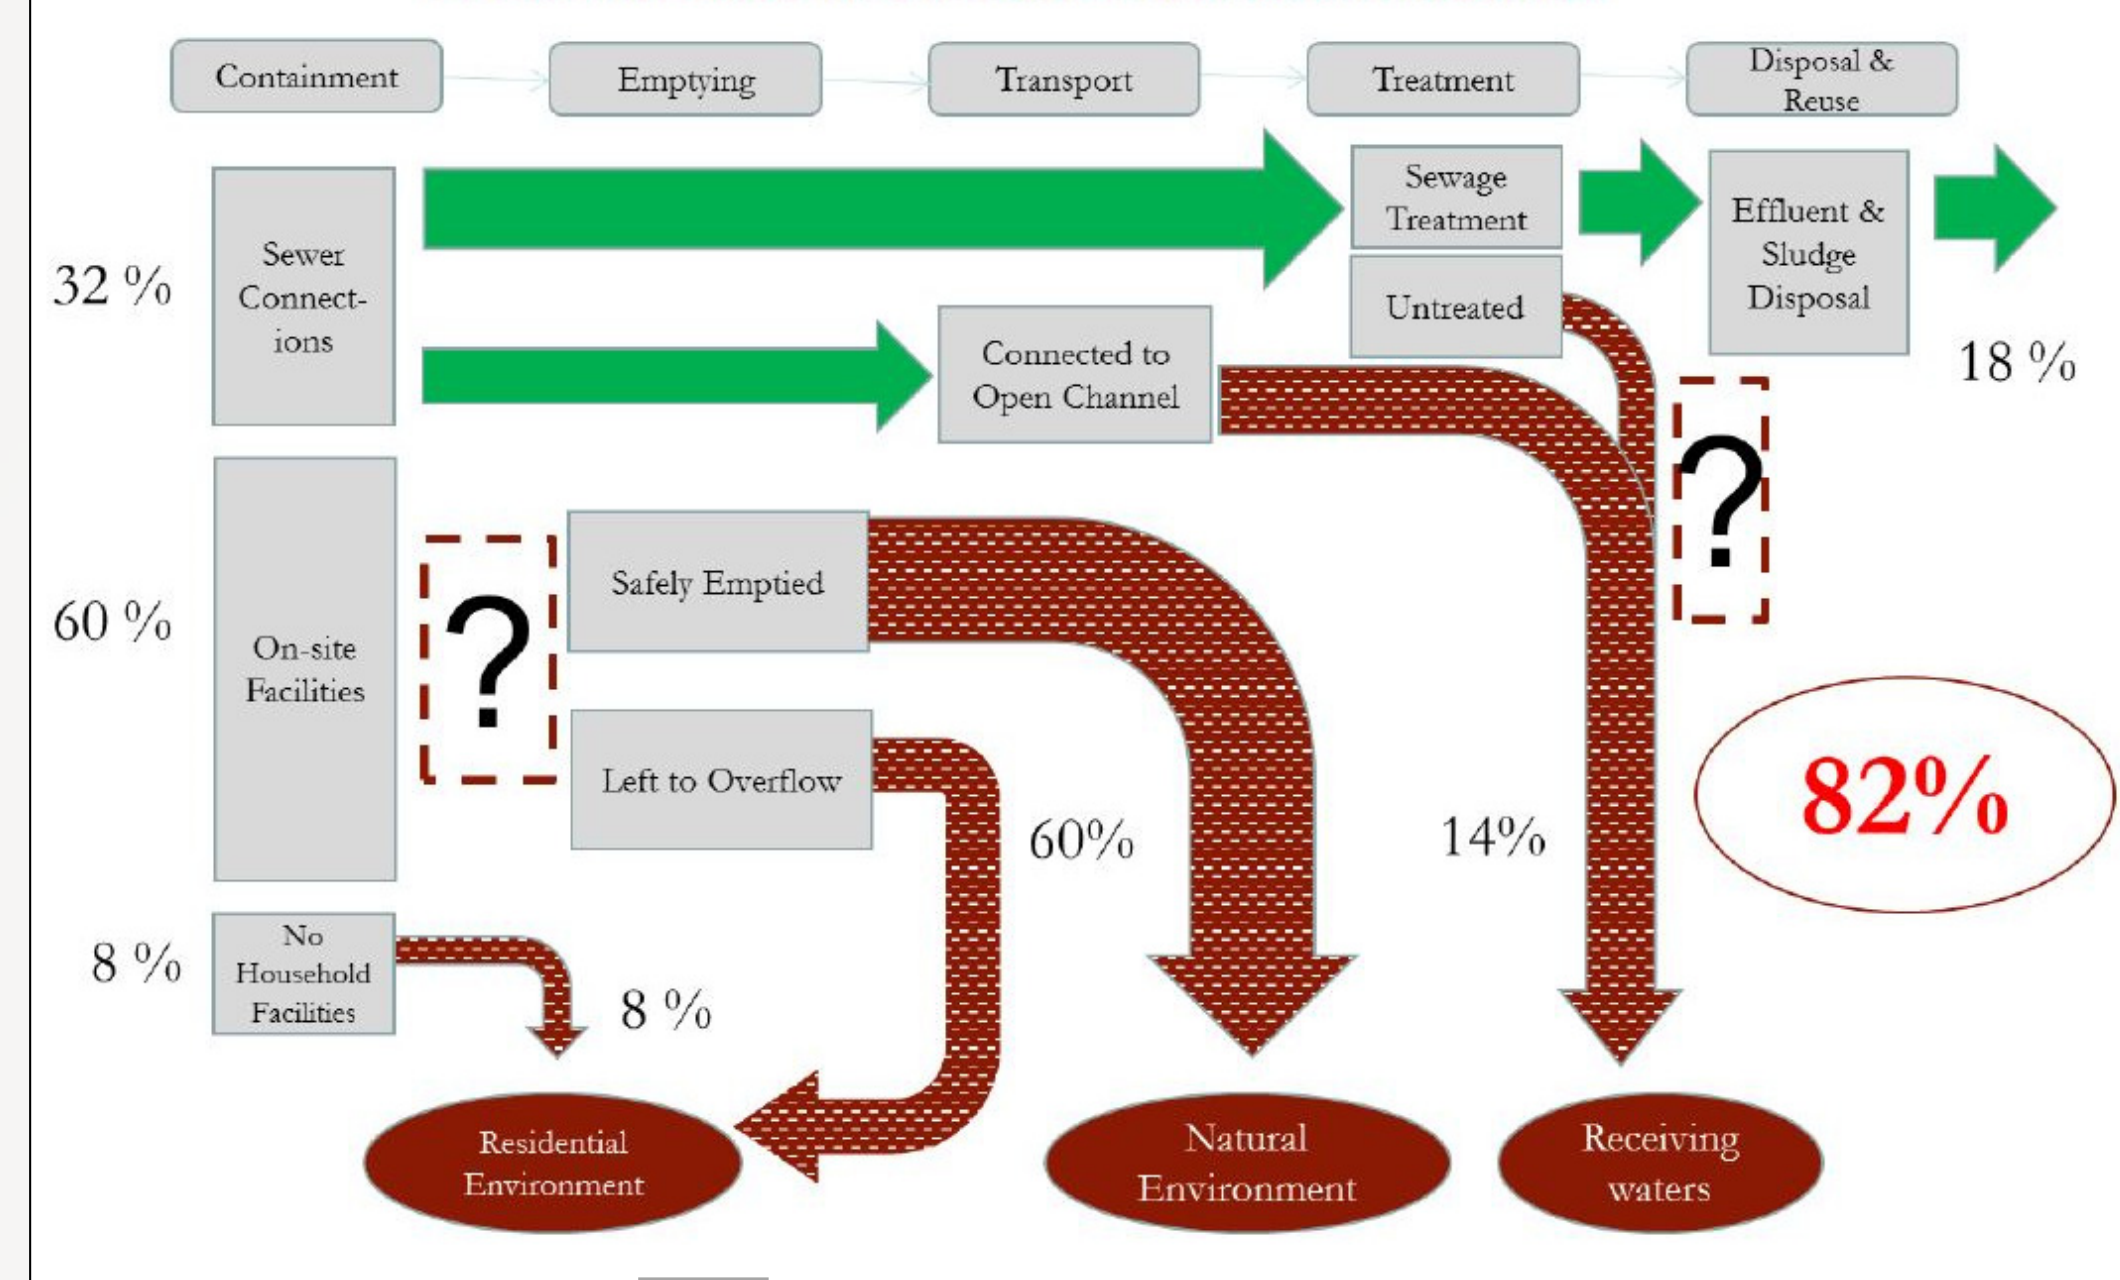 Containment
Emptying
Transport
Treatment
Disposal &
Reuse
32 %
Sewer
Connect-
ions
Sewage
Treatment
Untreated
Effluent &
Sludge
Disposal
18 %
Connected to
Open Channel
?
60 %
On-site
Facilities
?
Safely Emptied
Left to Overflow
60%
14%
82%
8 %
No
Household
Facilities
8 %
Residential
Environment
Natural
Environment
Receiving
waters